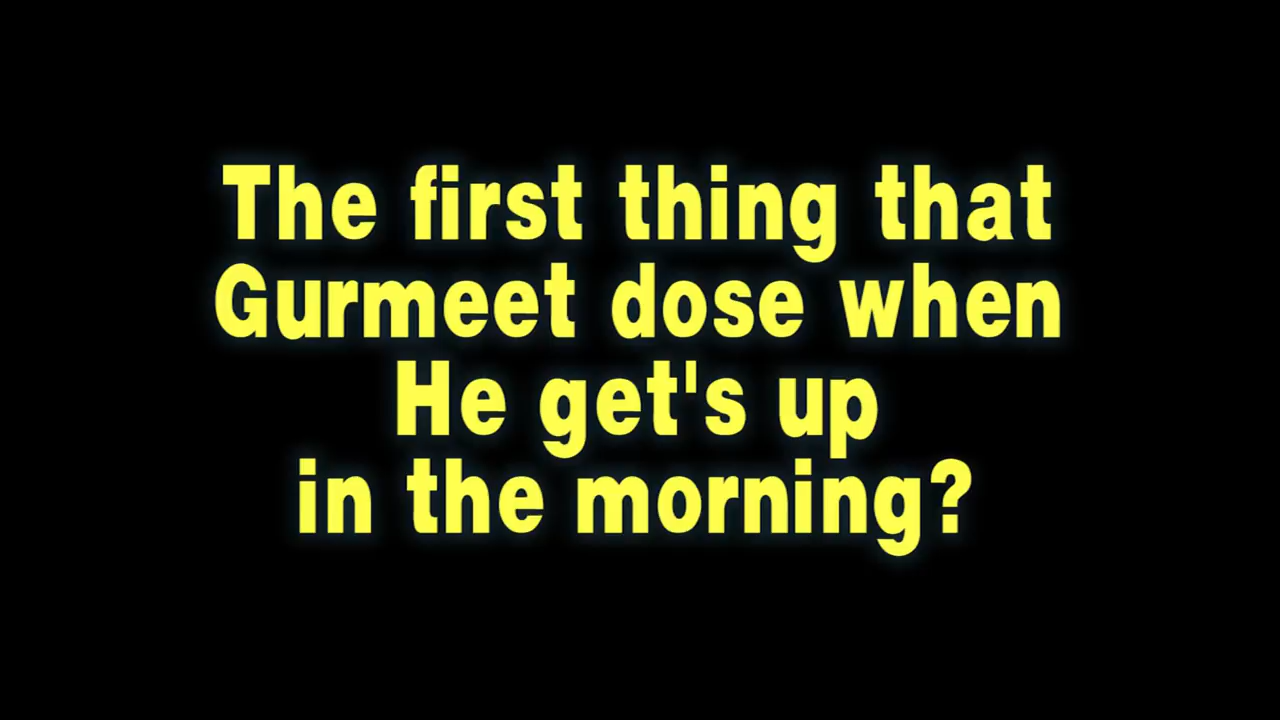 The first thing that
Gurmeet dose when
He get's up
in the morning?